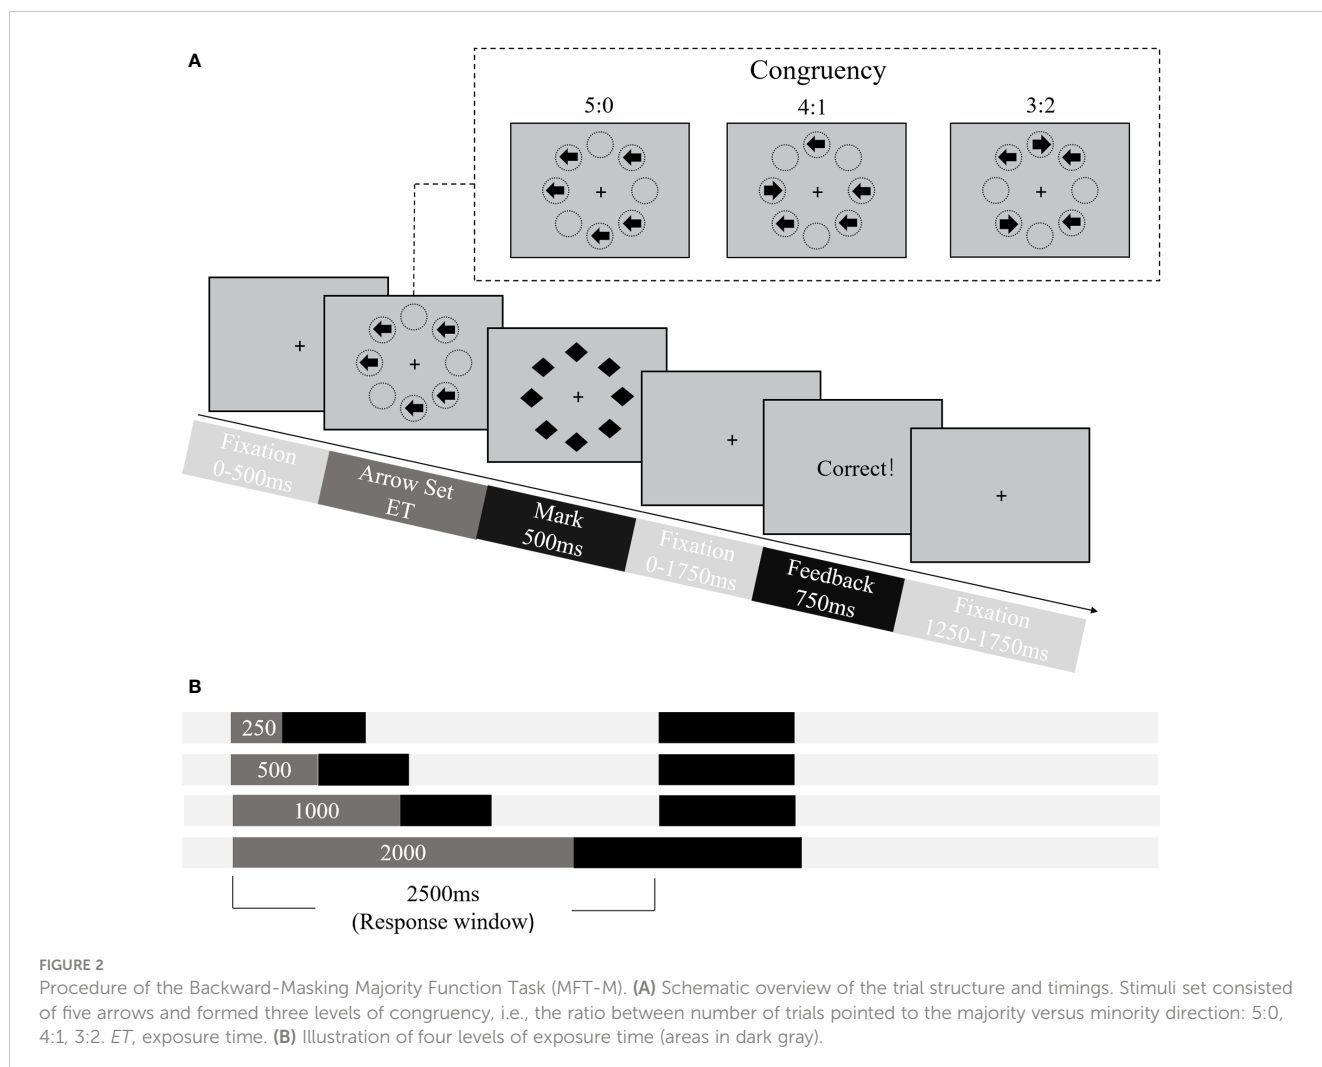 A
Congruency
5:0 4:1 3:2
+ + +
+
+
+
+
Correct!
+
Fixation
0-500ms
Arrow Set
ET
Mark
500ms
Fixation
0-1750ms
Feedback
750ms
Fixation
1250-1750ms
B
250
500
1000
2000
2500ms
(Response window)
FIGURE 2
Procedure of the Backward-Masking Majority Function Task (MFT-M). (A) Schematic overview of the trial structure and timings. Stimuli set consisted
of five arrows and formed three levels of congruency, i.e., the ratio between number of trials pointed to the majority versus minority direction: 5:0,
4:1, 3:2. ET, exposure time. (B) Illustration of four levels of exposure time (areas in dark gray).